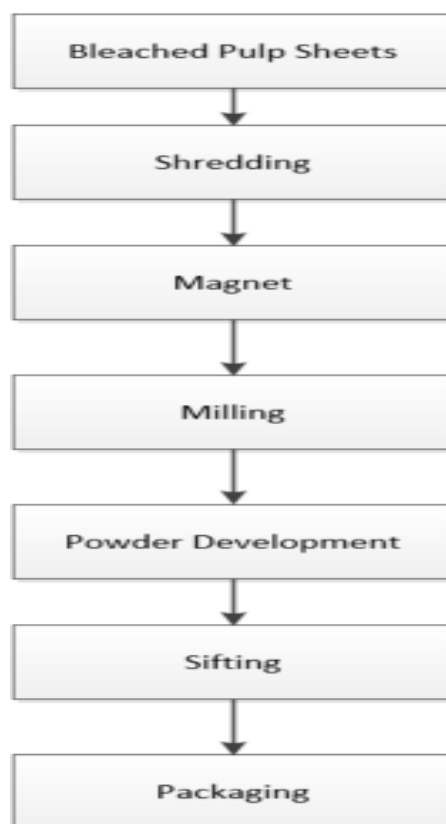 Bleached Pulp Sheets
Shredding
Magnet
Milling
Powder Development
Sifting
Packaging